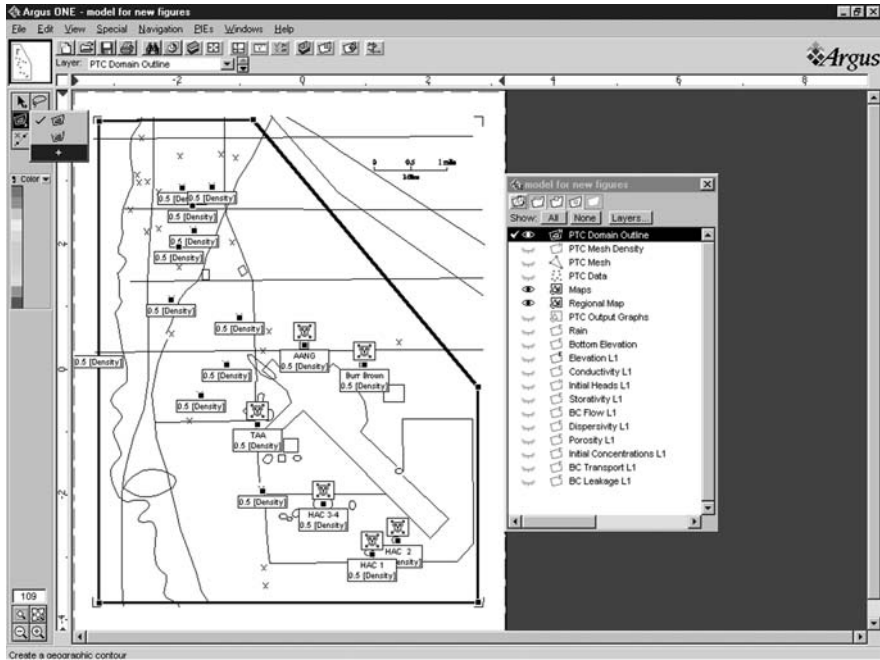 Argus ONE - model for new figures
File Edit View Special Navigation PIEs Windows Help
Layer: PTC Domain Outline
Argus
-2 0 2 4 6 8
Color
2
0
-2
-4
109
0 0.5 1 mile
0.5 [Density] 0.5 [Density]
0.5 [Density]
0.5 [Density]
0.5 [Density]
0.5 [Density]
0.5 [Density]
0.5 [Density]
AANG
0.5 [Density]
0.5 [Density]
Burr Brown
0.5 [Density]
0.5 [Density]
TAA
0.5 [Density]
0.5 [Density]
HAC 3-4
0.5 [Density]
HAC 2
ensity]
HAC 1
0.5 [Density]
model for new figures
Show: All None Layers...
PTC Domain Outline
PTC Mesh Density
PTC Mesh
PTC Data
Maps
Regional Map
PTC Output Graphs
Rain
Bottom Elevation
Elevation L1
Conductivity L1
Initial Heads L1
Storativity L1
BC Flow L1
Dispersivity L1
Porosity L1
Initial Concentrations L1
BC Transport L1
BC Leakage L1
Create a geographic contour